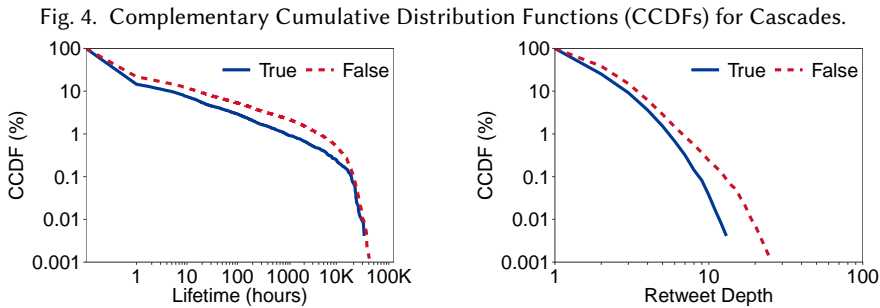 Fig. 4. Complementary Cumulative Distribution Functions (CCDFs) for Cascades.
100
10
1
0.1
0.01
0.001
CCDF (%)
True False
1 10 100 1000 10K 100K
Lifetime (hours)
100
10
1
0.1
0.01
0.001
CCDF (%)
True False
1 10 100
Retweet Depth